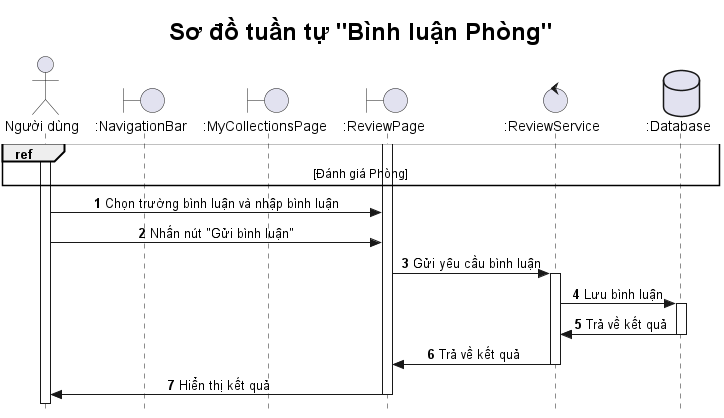 Sơ đồ tuần tự "Bình luận Phòng"
Người dùng
:NavigationBar
:MyCollectionsPage
:ReviewPage
:ReviewService
:Database
ref
[Đánh giá Phòng]
1 Chọn trường bình luận và nhập bình luận
2 Nhấn nút "Gửi bình luận"
3 Gửi yêu cầu bình luận
4 Lưu bình luận
5 Trả về kết quả
6 Trả về kết quả
7 Hiển thị kết quả